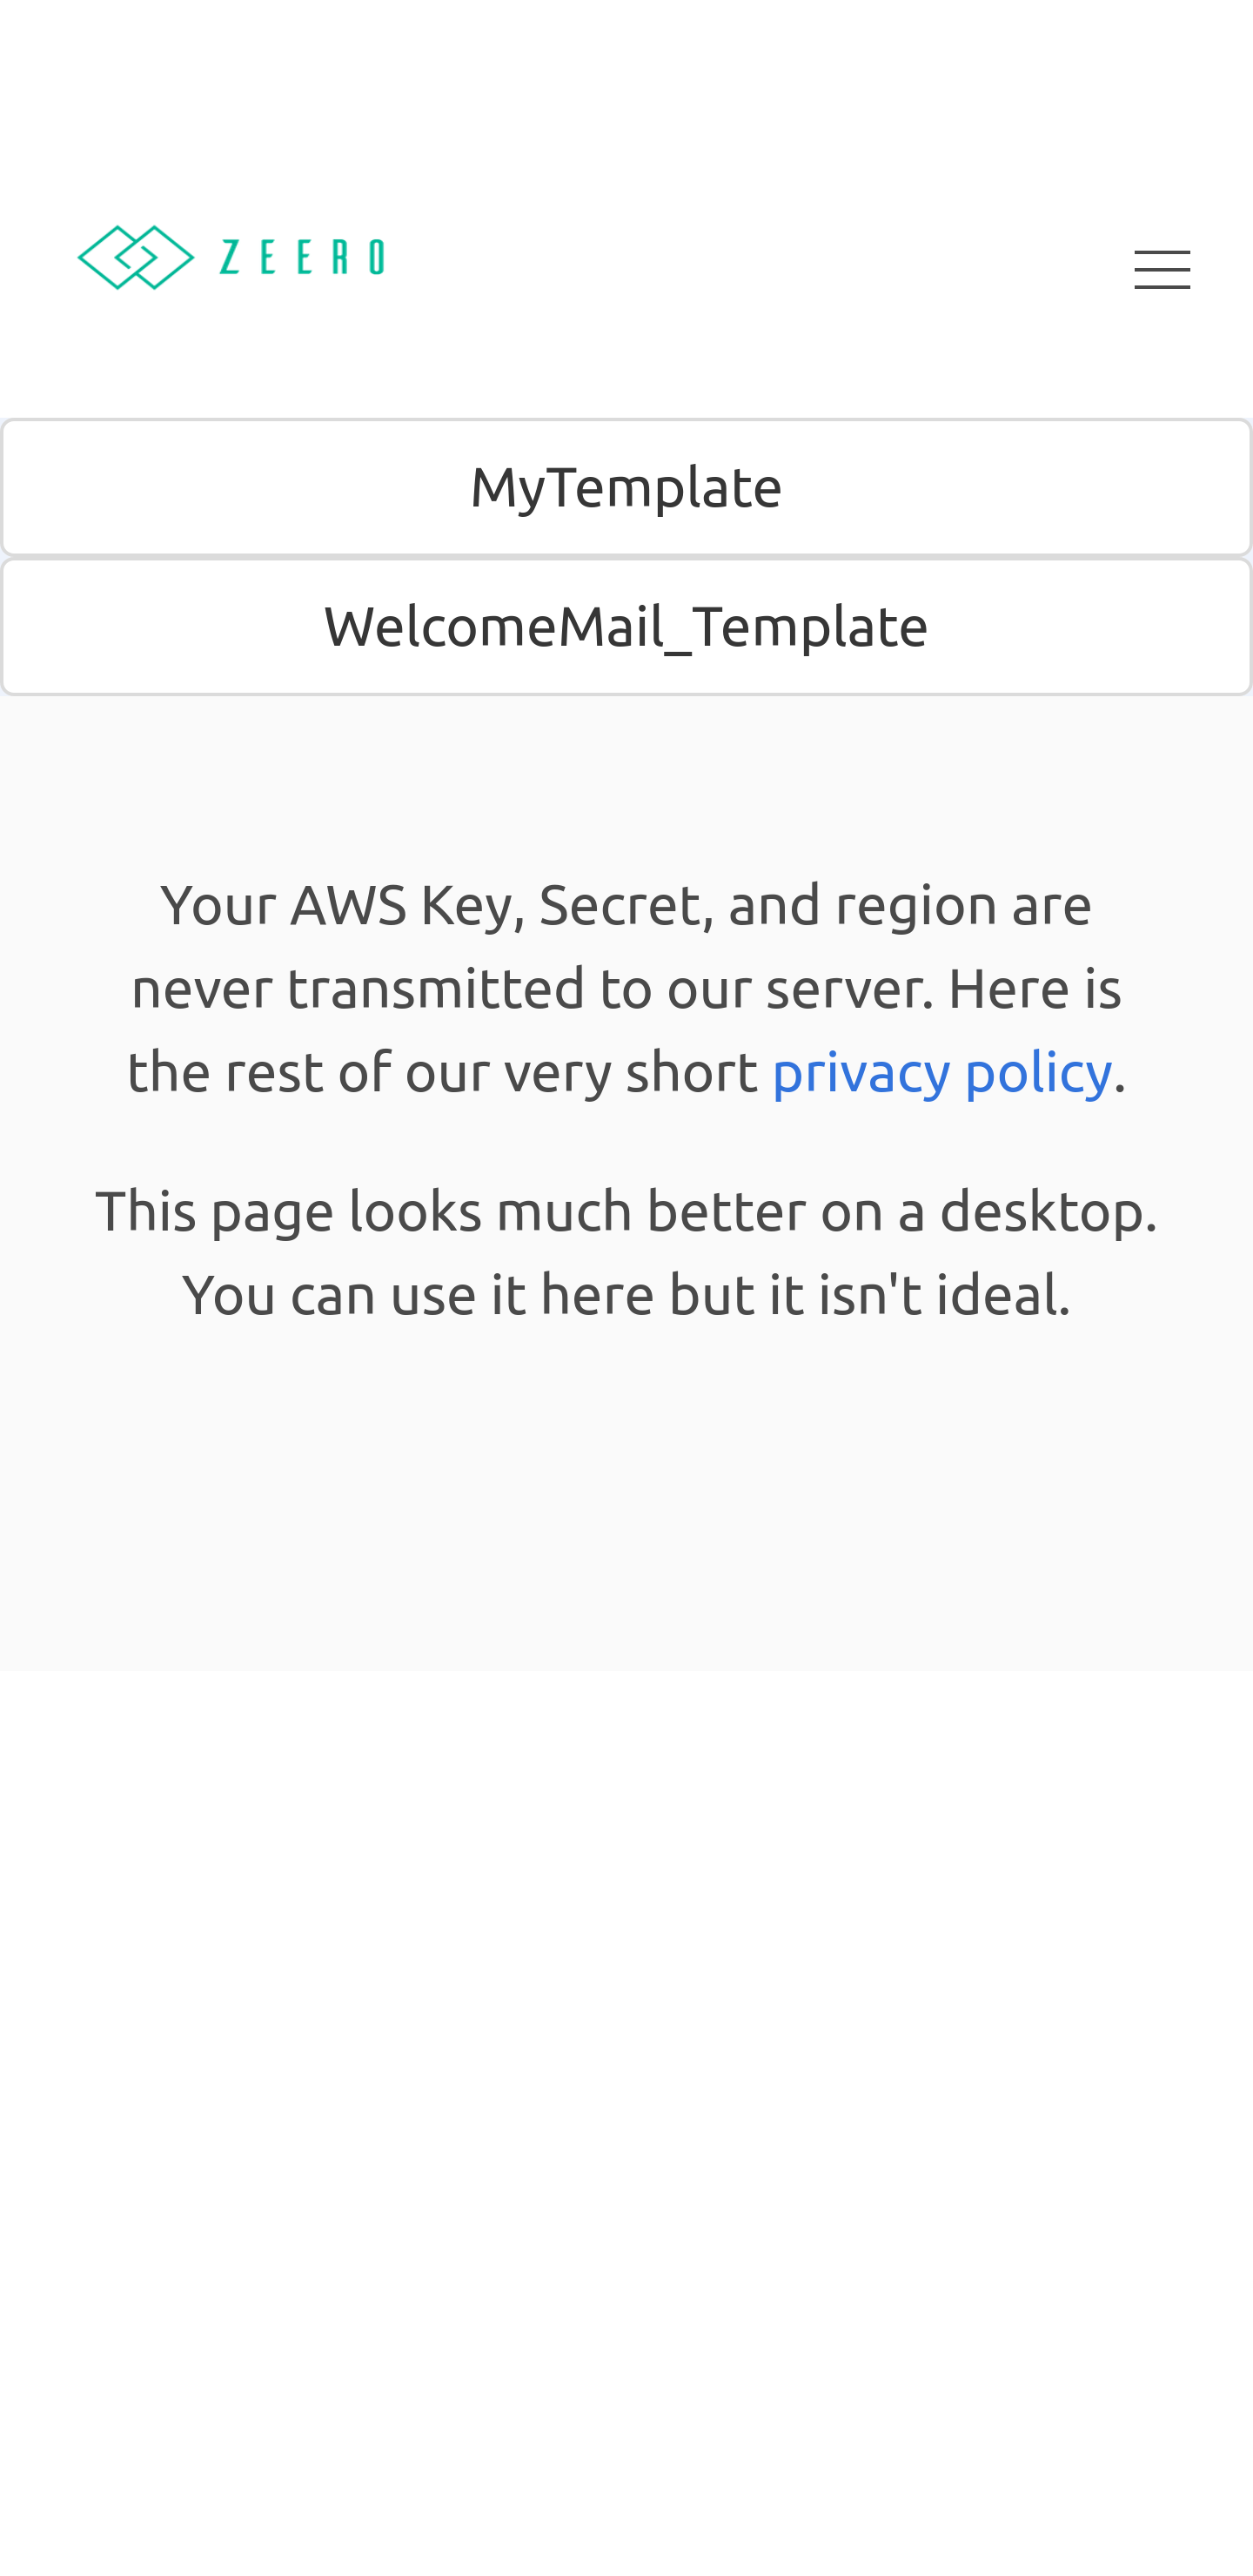 ZEERO
MyTemplate
WelcomeMail_Template
Your AWS Key, Secret, and region are
never transmitted to our server. Here is
the rest of our very short privacy policy.
This page looks much better on a desktop.
You can use it here but it isn't ideal.